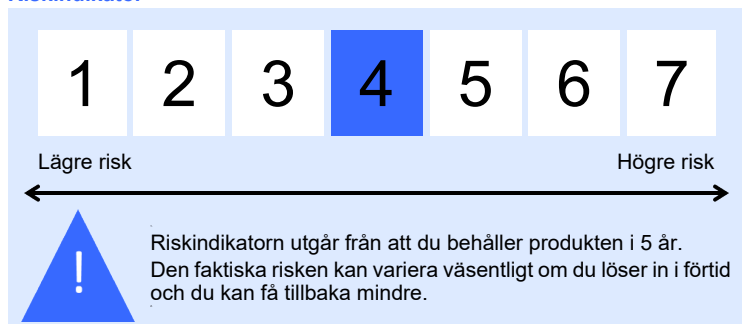 Riskindikator
1 2 3 4 5 6 7
Lägre risk Högre risk
!
Riskindikatorn utgår från att du behåller produkten i 5 år.
Den faktiska risken kan variera väsentligt om du löser in i förtid
och du kan få tillbaka mindre.